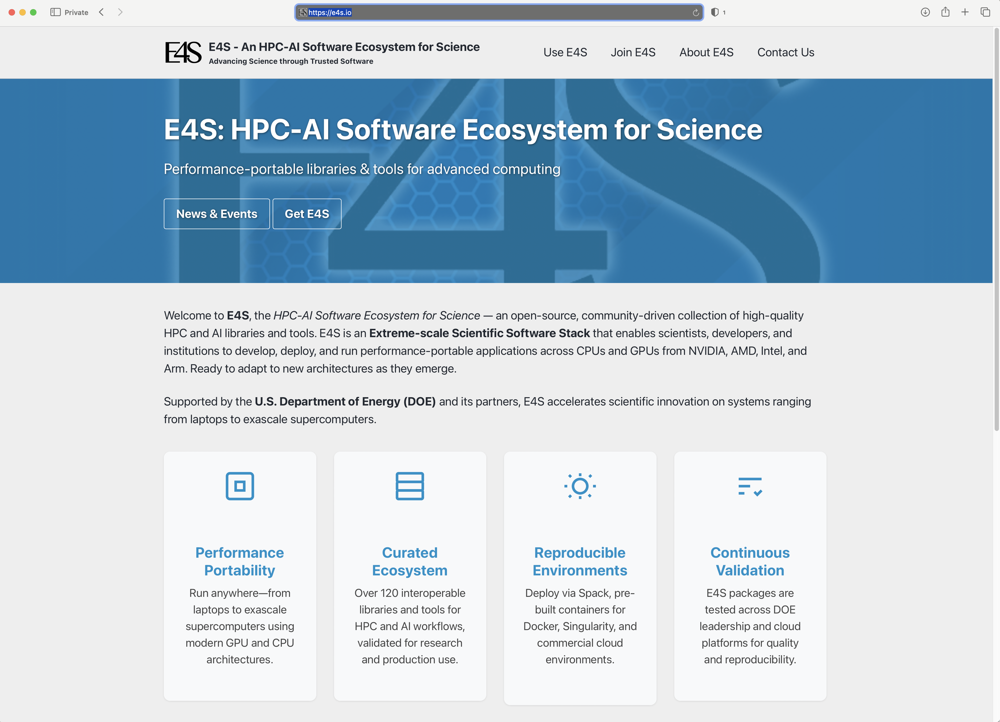 Private
https://e4s.io
1
E4S
E4S - An HPC-AI Software Ecosystem for Science
Advancing Science through Trusted Software
Use E4S
Join E4S
About E4S
Contact Us
E4S: HPC-AI Software Ecosystem for Science
Performance-portable libraries & tools for advanced computing
News & Events
Get E4S
Welcome to E4S, the HPC-AI Software Ecosystem for Science — an open-source, community-driven collection of high-quality
HPC and AI libraries and tools. E4S is an Extreme-scale Scientific Software Stack that enables scientists, developers, and
institutions to develop, deploy, and run performance-portable applications across CPUs and GPUs from NVIDIA, AMD, Intel, and
Arm. Ready to adapt to new architectures as they emerge.
Supported by the U.S. Department of Energy (DOE) and its partners, E4S accelerates scientific innovation on systems ranging
from laptops to exascale supercomputers.
Performance
Portability
Run anywhere—from
laptops to exascale
supercomputers using
modern GPU and CPU
architectures.
Curated
Ecosystem
Over 120 interoperable
libraries and tools for
HPC and AI workflows,
validated for research
and production use.
Reproducible
Environments
Deploy via Spack, pre-
built containers for
Docker, Singularity, and
commercial cloud
environments.
Continuous
Validation
E4S packages are
tested across DOE
leadership and cloud
platforms for quality
and reproducibility.